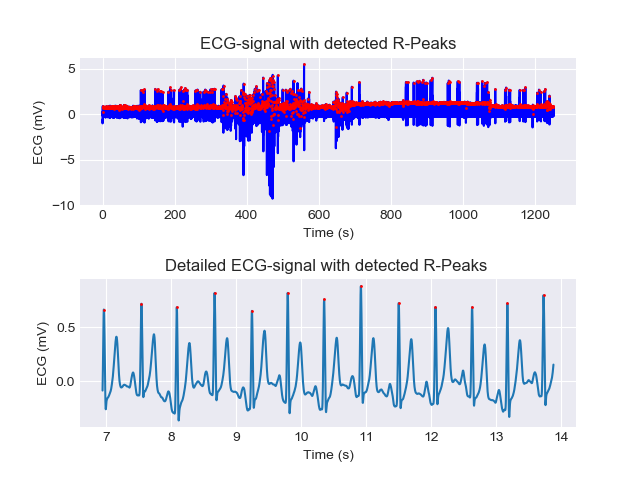 ECG-signal with detected R-Peaks
5
0
−5
−10
ECG (mV)
0 200 400 600 800 1000 1200
Time (s)
Detailed ECG-signal with detected R-Peaks
0.5
0.0
ECG (mV)
7 8 9 10 11 12 13 14
Time (s)